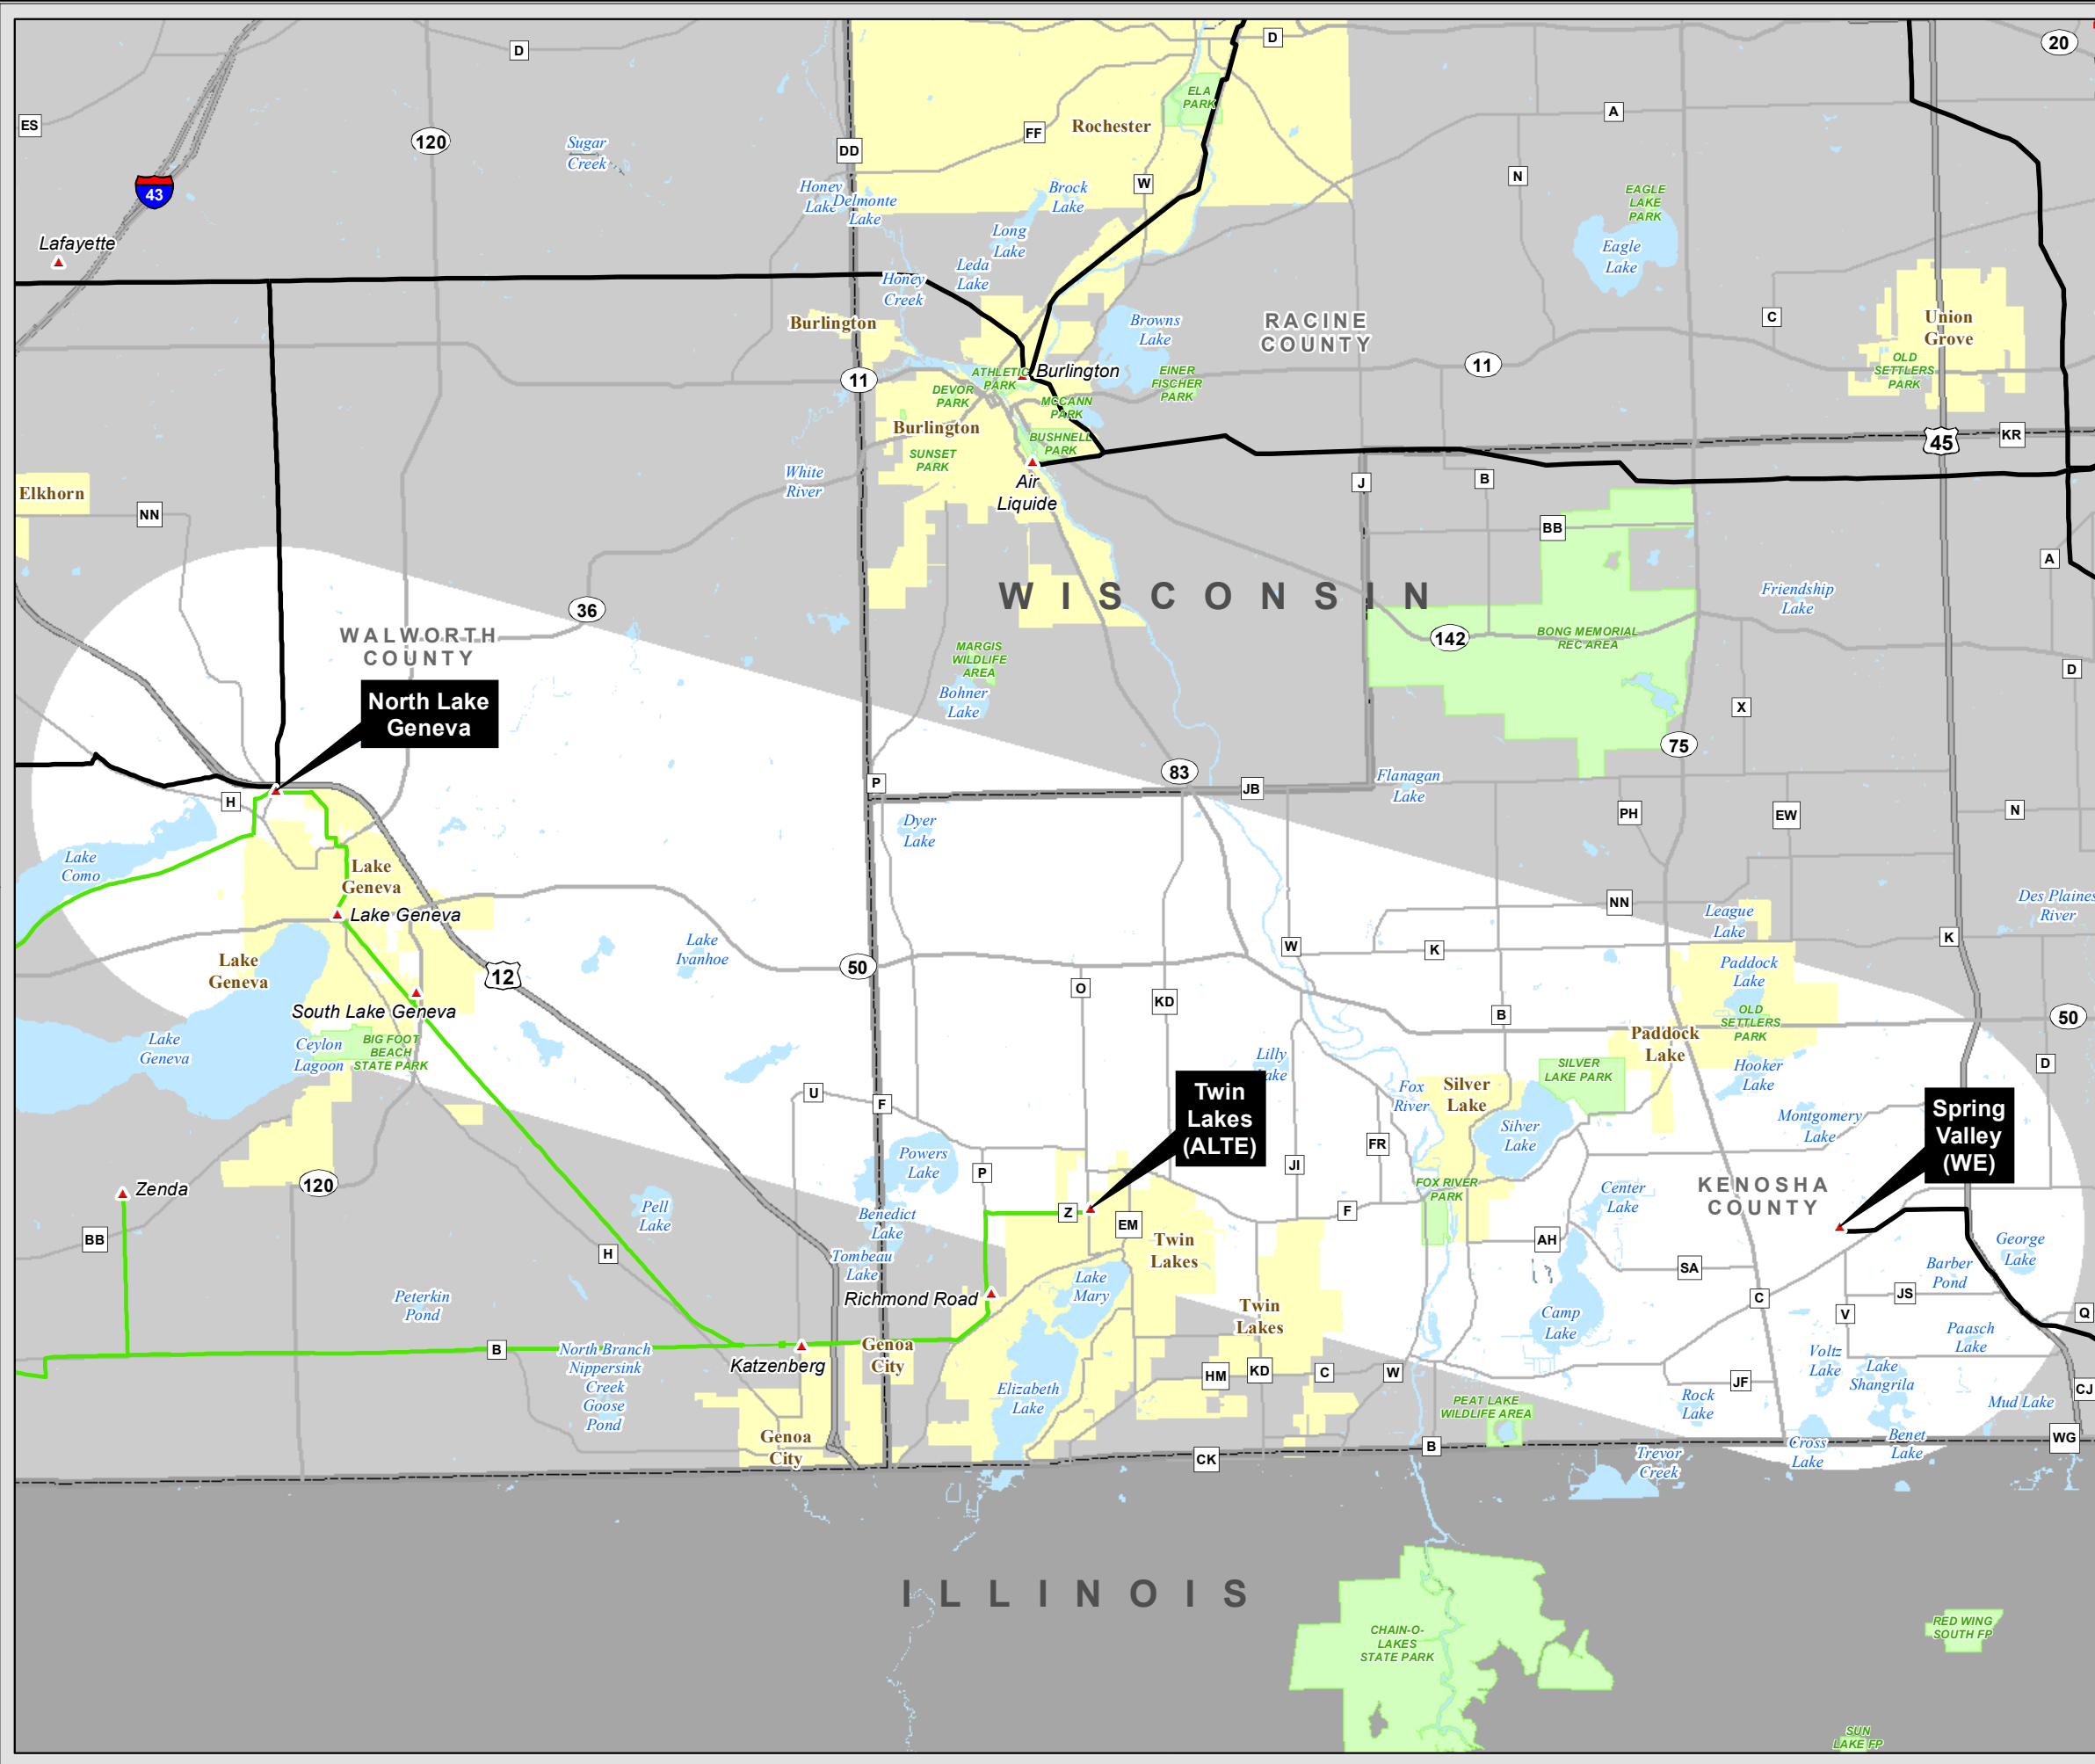 D
D
20
ES
120
Sugar
Creek
43
Lafayette
DD
FF
ELA
PARK
Rochester
W
A
N
Honey
Lake
Delmonte
Lake
Brock
Lake
Long
Lake
Leda
Lake
Honey
Creek
EAGLE
LAKE
PARK
Eagle
Lake
Burlington
Browns
Lake
RACINE
COUNTY
C
Union
Grove
OLD
SETTLERS
PARK
11
ATHLETIC
PARK
Burlington
DEVOR
PARK
EINER
FISCHER
PARK
11
MCCANN
PARK
Burlington
BUSHNELL
PARK
SUNSET
PARK
45
KR
Elkhorn
NN
White
River
Air
Liquide
J
B
BB
A
WISCONSIN
Friendship
Lake
36
WALWORTH
COUNTY
142
BONG MEMORIAL
REC AREA
MARGIS
WILDLIFE
AREA
Bohner
Lake
D
North Lake
Geneva
X
75
H
P
83
JB
Flanagan
Lake
PH
EW
N
Dyer
Lake
Lake
Como
Lake
Geneva
Lake Geneva
NN
League
Lake
Des Plaines
River
Lake
Geneva
Lake
Ivanhoe
50
12
W
K
K
Paddock
Lake
O
KD
South Lake Geneva
B
OLD
SETTLERS
PARK
50
Lake
Geneva
Ceylon
Lagoon
BIG FOOT
BEACH
STATE PARK
Paddock
Lake
Lilly
Lake
SILVER
LAKE PARK
Hooker
Lake
D
U
F
Twin
Lakes
(ALTE)
Fox
River
Silver
Lake
Silver
Lake
Montgomery
Lake
Spring
Valley
(WE)
FR
Powers
Lake
P
JI
Zenda
120
FOX RIVER
PARK
Center
Lake
KENOSHA
COUNTY
BB
Pell
Lake
Benedict
Lake
Z
EM
F
H
Tombeau
Lake
Twin
Lakes
AH
SA
George
Lake
Barber
Pond
Peterkin
Pond
Richmond Road
Lake
Mary
Twin
Lakes
Camp
Lake
C
V
JS
Q
B
North Branch
Nippersink
Creek
Goose
Pond
Katzenberg
Genoa
City
Paasch
Lake
Voltz
Lake
Lake
Shangrila
Elizabeth
Lake
HM
KD
C
W
JF
CJ
Rock
Lake
Mud Lake
PEAT LAKE
WILDLIFE AREA
Genoa
City
CK
B
Trevor
Creek
Cross
Lake
Benet
Lake
WG
ILLINOIS
CHAIN-O-
LAKES
STATE PARK
RED WING
SOUTH FP
SUN
LAKE FP